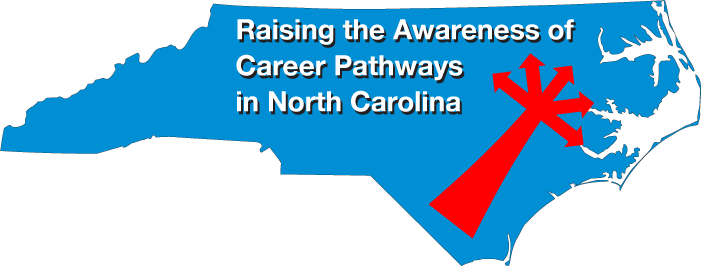 Raising the Awareness of
Career Pathways
in North Carolina